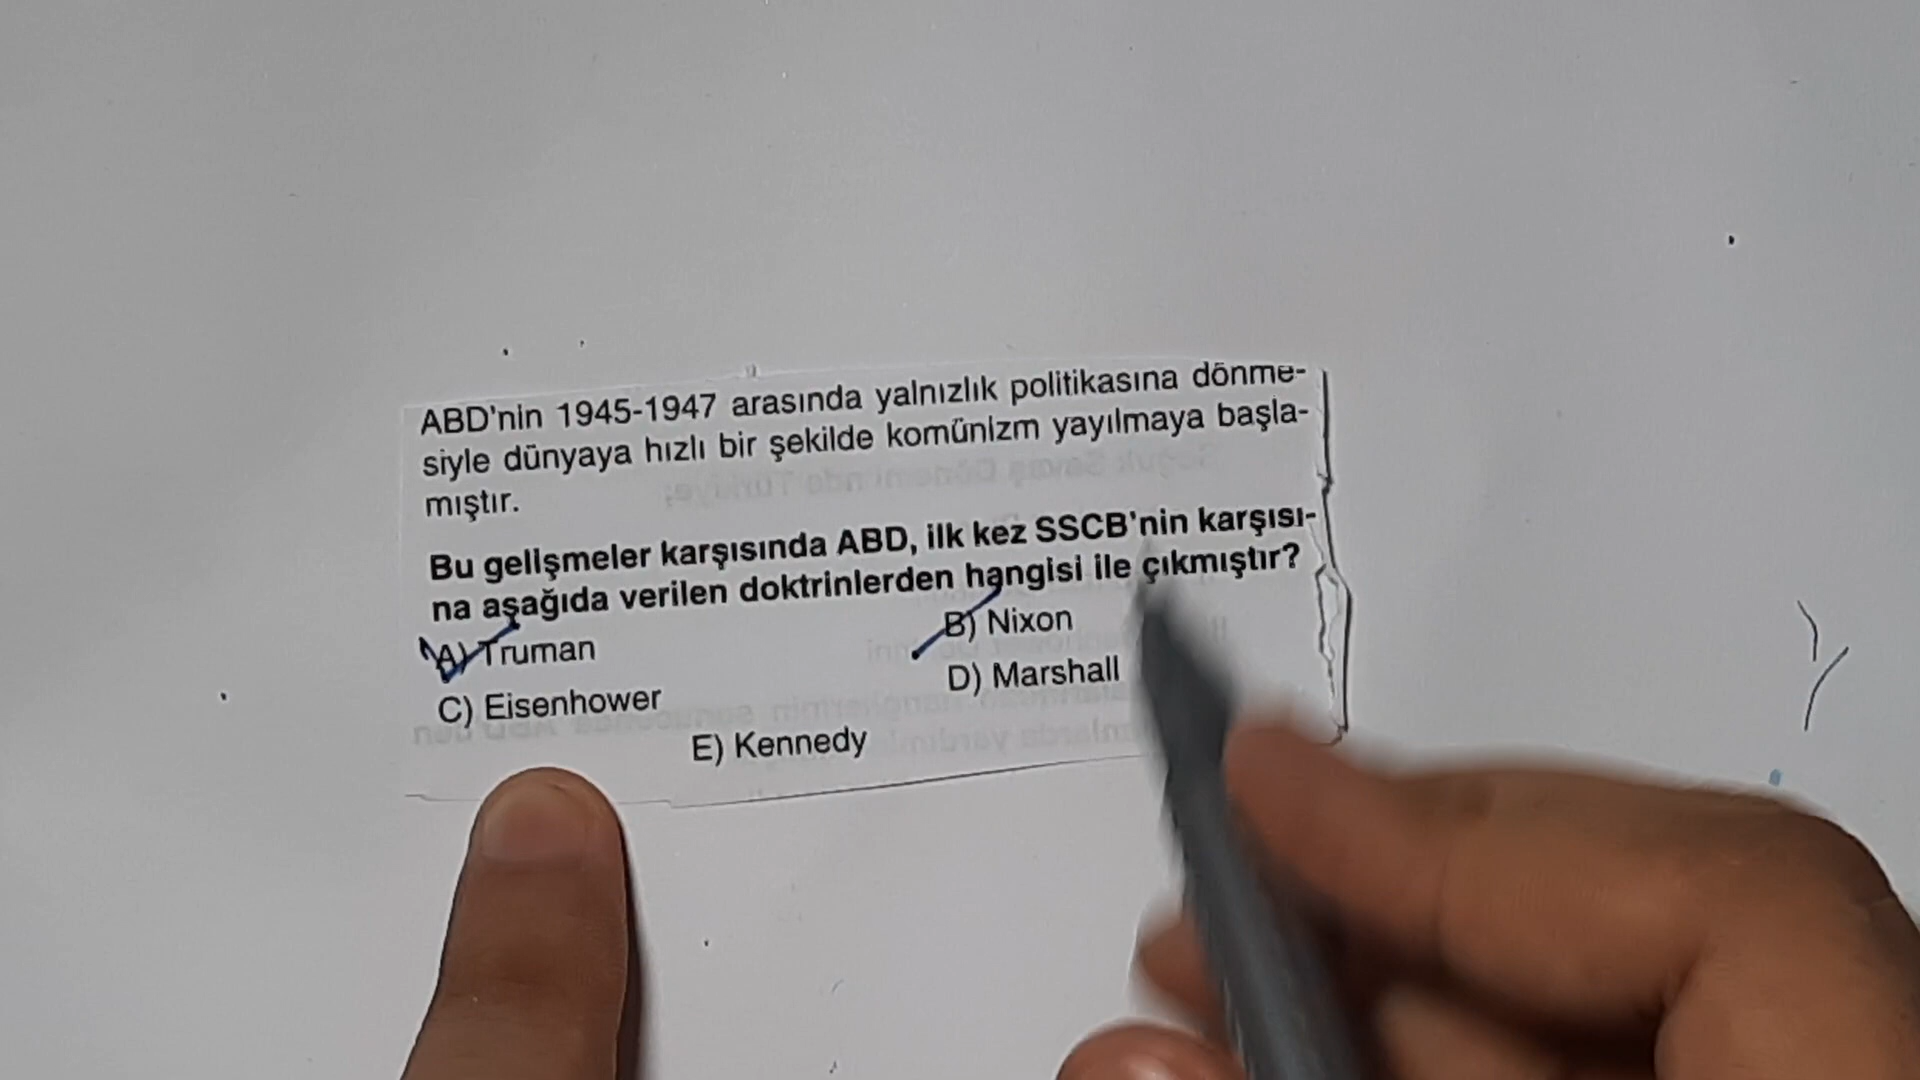 ABD'nin 1945-1947 arasında yalnızlık politikasına dönme-
siyle dünyaya hızlı bir şekilde komünizm yayılmaya başla-
mıştır.
Bu gelişmeler karşısında ABD, ilk kez SSCB'nin karşısı-
na aşağıda verilen doktrinlerden hangisi ile çıkmıştır?
A) Truman B) Nixon
C) Eisenhower D) Marshall
E) Kennedy